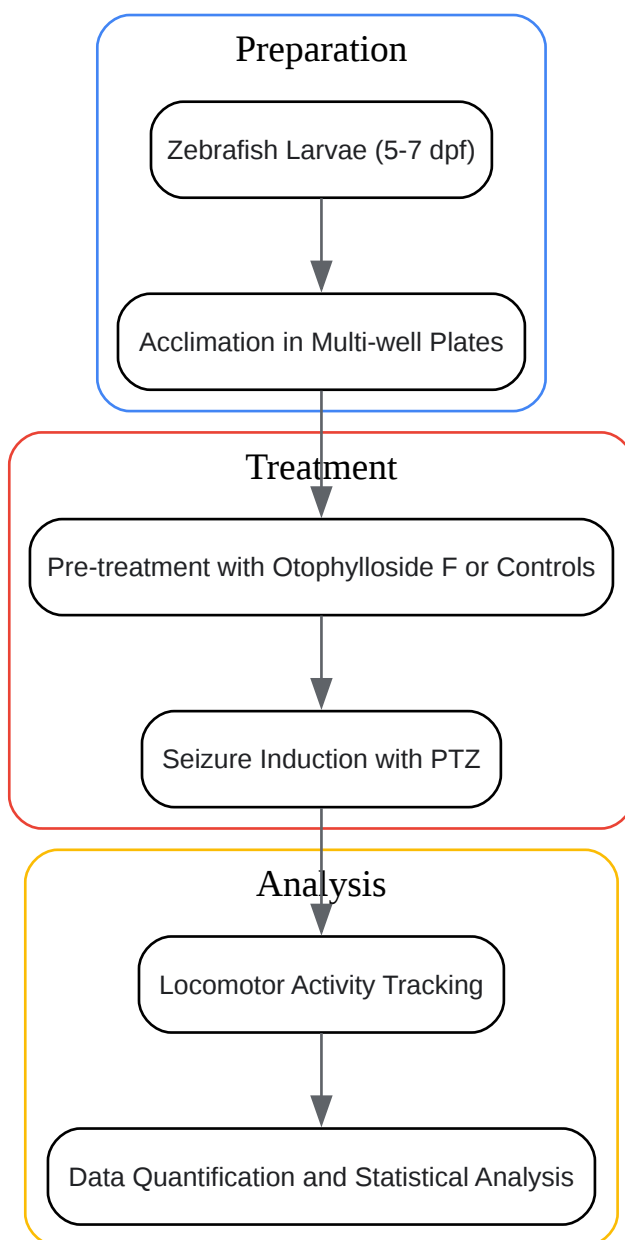 Preparation
Zebrafish Larvae (5-7 dpf)
Acclimation in Multi-well Plates
Treatment
Pre-treatment with Otophylloside F or Controls
Seizure Induction with PTZ
Analysis
Locomotor Activity Tracking
Data Quantification and Statistical Analysis